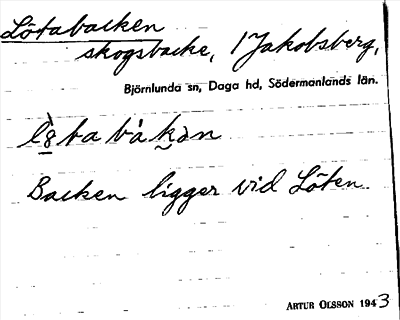 Lötabacken
skogsbacke, 1 Jakobsberg,
Björnlunda sn, Daga hd, Södermanlands län.
Backen ligger vid Löten.
ARTUR OLSSON 1943